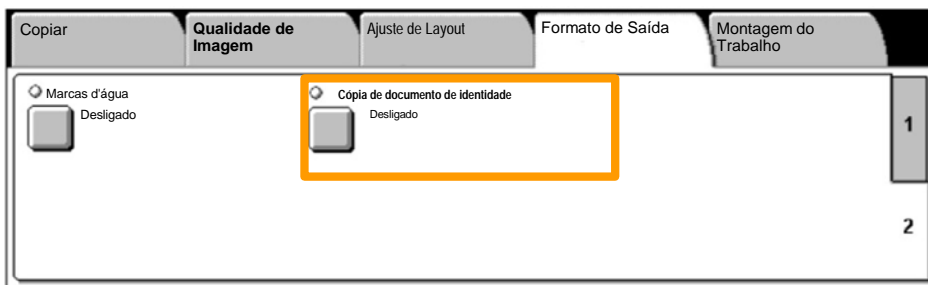 Copiar
Qualidade de
Imagem
Ajuste de Layout
Formato de Saída
Montagem do
Trabalho
Marcas d'água
Desligado
Cópia de documento de identidade
Desligado
1
2